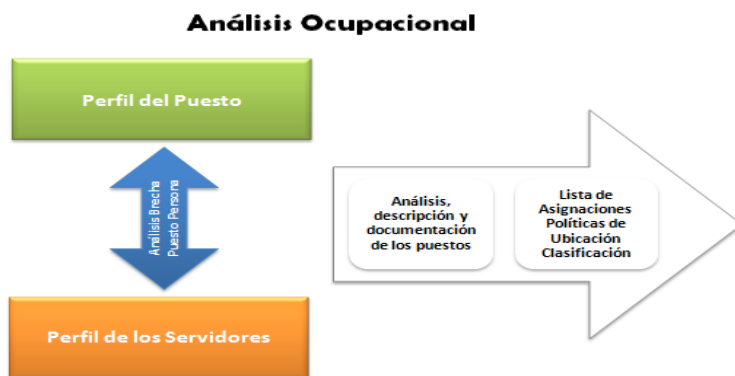 Análisis Ocupacional
Perfil del Puesto
Análisis Brecha
Puesto Persona
Perfil de los Servidores
Análisis,
descripción y
documentación
de los puestos
Lista de
Asignaciones
Políticas de
Ubicación
Clasificación